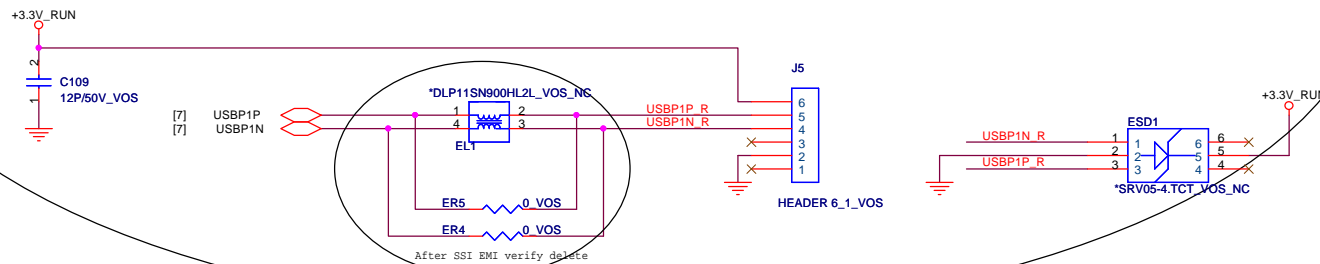 +3.3V_RUN
2
1
C109
12P/50V_VOS
[7] USBP1P
[7] USBP1N
*DLP11SN900HL2L_VOS_NC
1 2
4 3
EL1
USBP1P_R
USBP1N_R
ER5 0_VOS
ER4 0_VOS
After SSI EMI verify delete
J5
6
5
4
3
2
1
HEADER 6_1_VOS
+3.3V_RUN
ESD1
USBP1N_R 1 1 6 6
2 2 5 5
USBP1P_R 3 3 4 4
*SRV05-4.TCT_VOS_NC